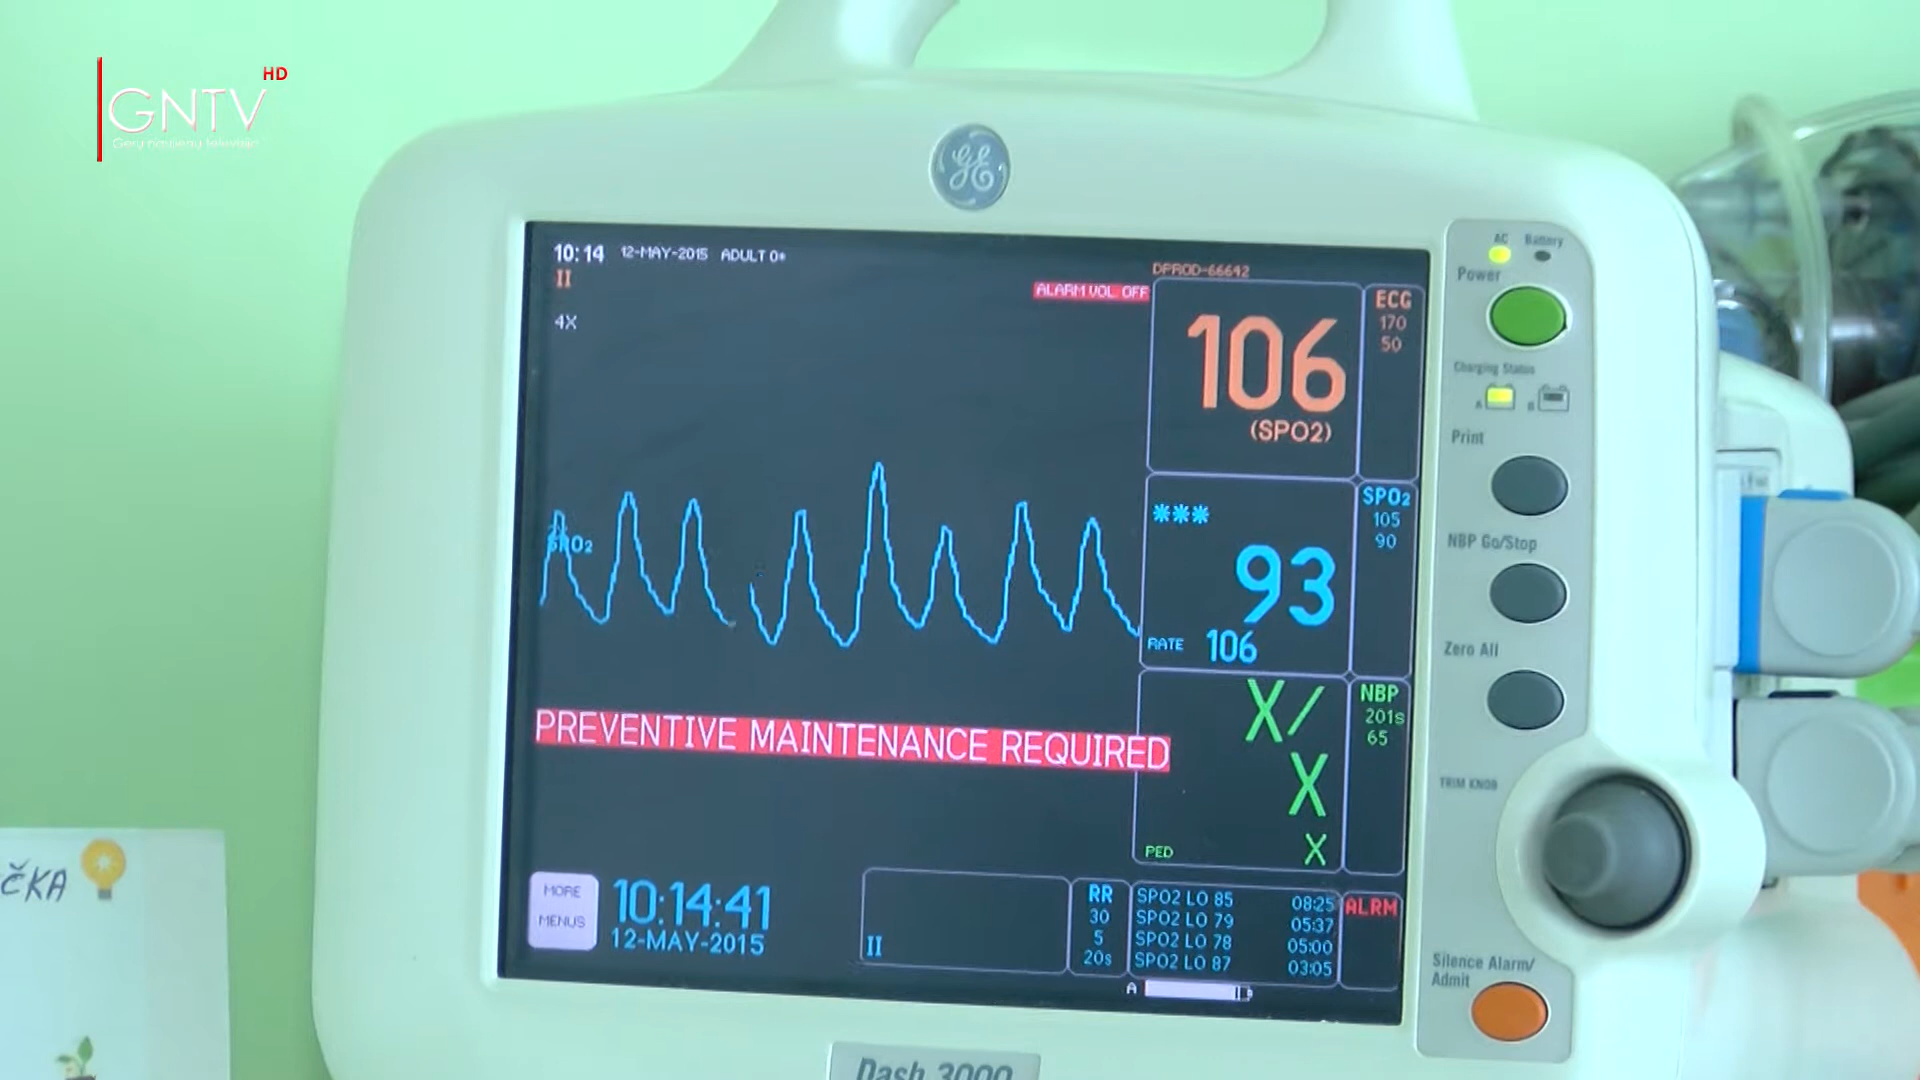 GNTV HD
Gerų naujienų televizija
GE
10:14 12-MAY-2015 ADULT 0*
DPROD-66642
II
ALARM VOL OFF
4X
106
(SPO2)
ECG
170
50
SPO2
***
93
RATE 106
SPO2
105
90
X/
X
X
PED
NBP
201s
65
PREVENTIVE MAINTENANCE REQUIRED
MORE
MENUS
10:14:41
12-MAY-2015
II
RR
30
5
20s
SPO2 LO 85 08:25
SPO2 LO 79 05:37
SPO2 LO 78 05:00
SPO2 LO 87 03:05
ALRM
A
AC Battery
Power
Charging Status
A B
Print
NBP Go/Stop
Zero All
TRIM KNOB
Silence Alarm/
Admit
Dash 3000
ČKA